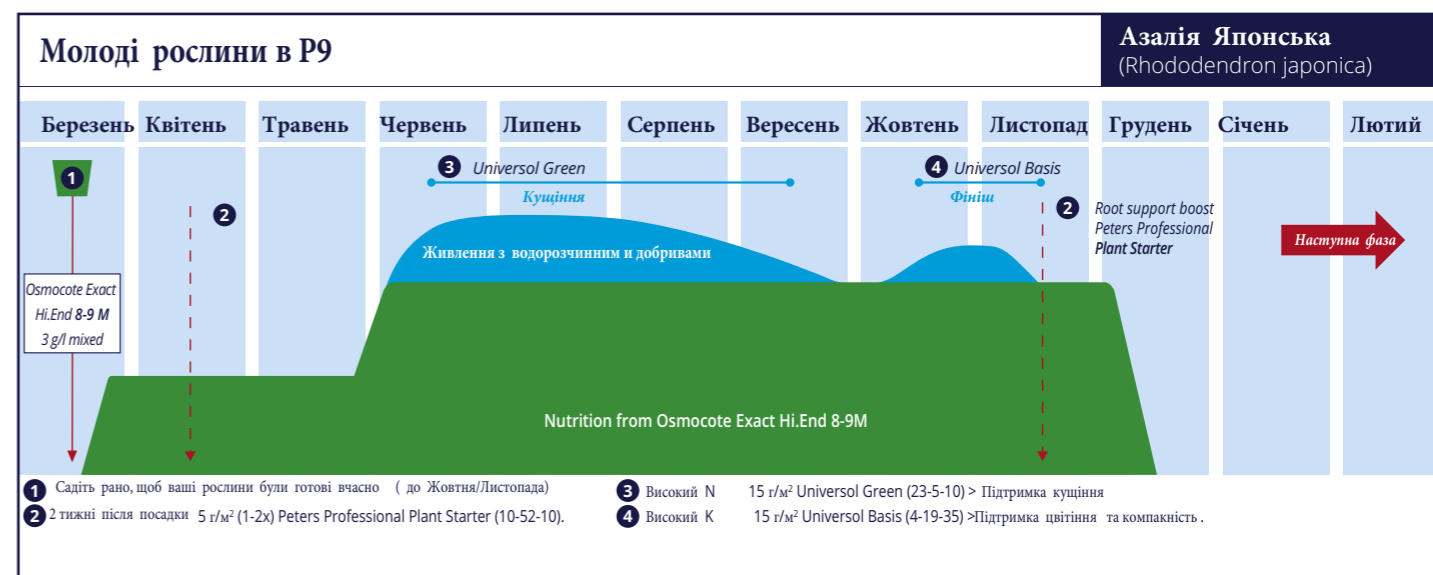 Молоді рослини в Р9
Азалія Японська
(Rhododendron japonica)
Березень Квітень Травень Червень Липень Серпень Вересень Жовтень Листопад Грудень Січень Лютий
1
3 Universol Green
Кущіння
4 Universol Basis
Фініш
2
2
Root support boost
Peters Professional
Plant Starter
Наступна фаза
Живлення з водорозчинним и добривами
Osmocote Exact
Hi.End 8-9 M
3 g/l mixed
Nutrition from Osmocote Exact Hi.End 8-9M
1 Садіть рано, щоб ваші рослини були готові вчасно ( до Жовтня/Листопада)
2 2 тижні після посадки 5 г/м² (1-2x) Peters Professional Plant Starter (10-52-10).
3 Високий N 15 г/м² Universol Green (23-5-10) > Підтримка кущіння
4 Високий K 15 г/м² Universol Basis (4-19-35) >Підтримка цвітіння та компакність .